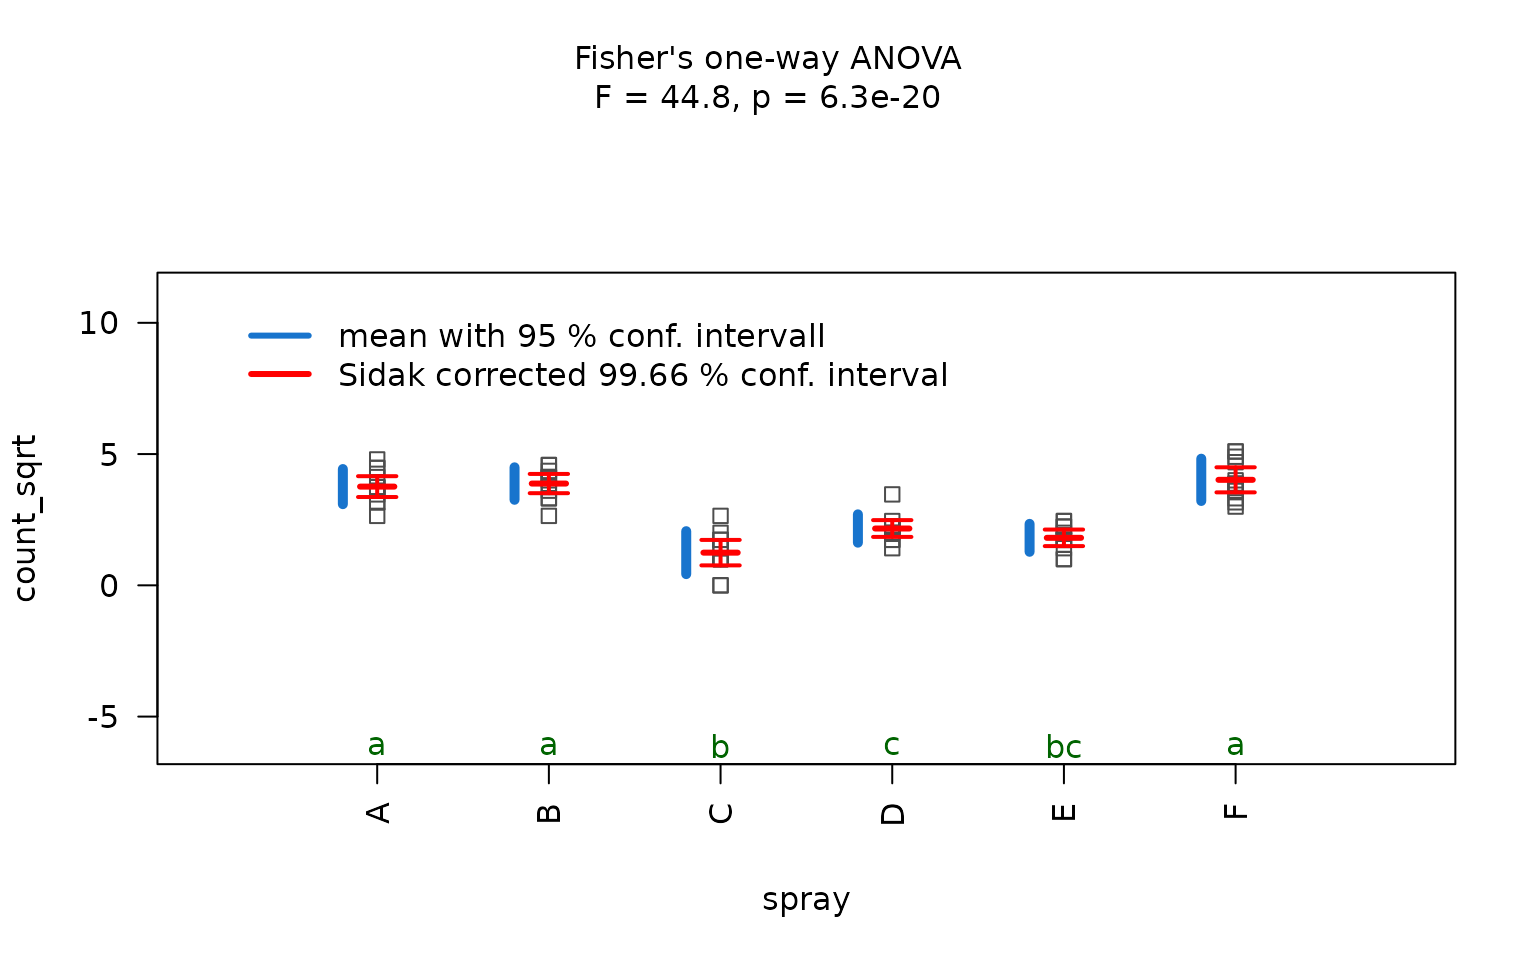 Fisher's one-way ANOVA
F = 44.8, p = 6.3e-20
mean with 95 % conf. intervall
Sidak corrected 99.66 % conf. interval
count_sqrt
10
5
0
-5
a a b c bc a
A B C D E F
spray